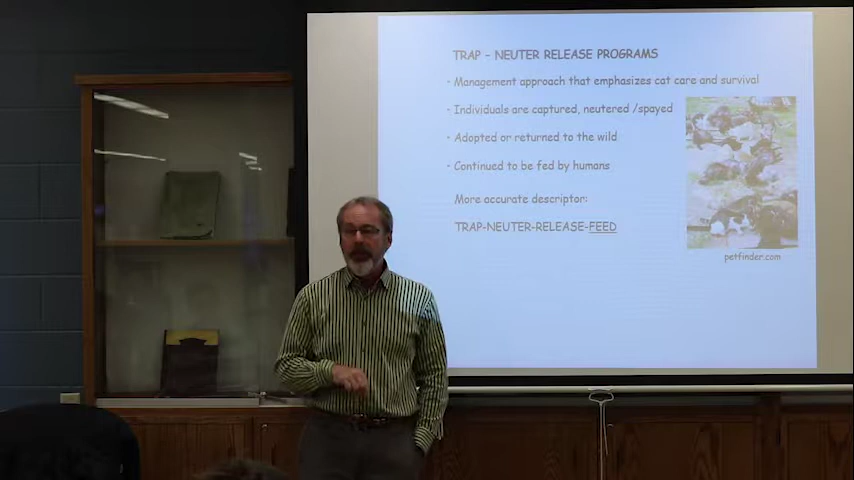 TRAP – NEUTER RELEASE PROGRAMS
- Management approach that emphasizes cat care and survival
- Individuals are captured, neutered /spayed
- Adopted or returned to the wild
- Continued to be fed by humans
More accurate descriptor:
TRAP-NEUTER-RELEASE-FEED
petfinder.com